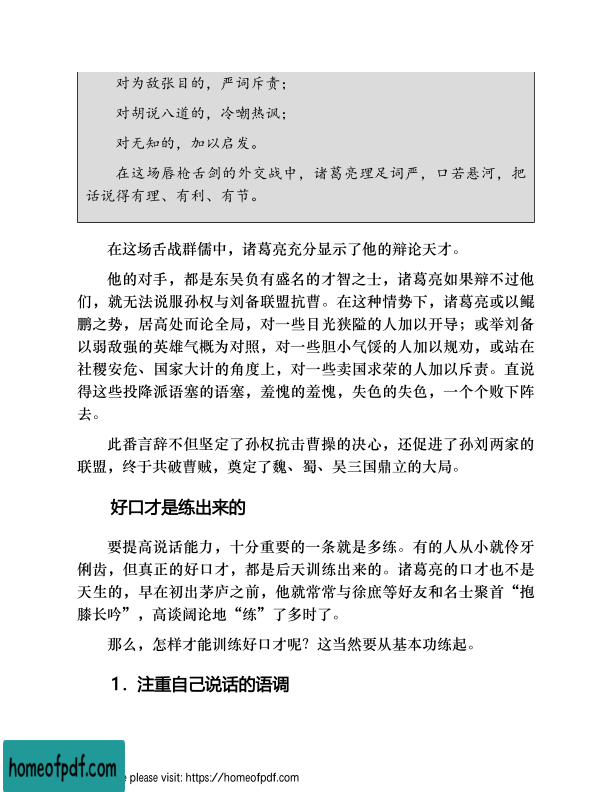 对为敌张目的，严词斥责；
对胡说八道的，冷嘲热讽；
对无知的，加以启发。
在这场唇枪舌剑的外交战中，诸葛亮理足词严，口若悬河，把
话说得有理、有利、有节。
在这场舌战群儒中，诸葛亮充分显示了他的辩论天才。
他的对手，都是东吴负有盛名的才智之士，诸葛亮如果辩不过他
们，就无法说服孙权与刘备联盟抗曹。在这种情势下，诸葛亮或以鲲
鹏之势，居高处而论全局，对一些目光狭隘的人加以开导；或举刘备
以弱敌强的英雄气概为对照，对一些胆小气馁的人加以规劝，或站在
社稷安危、国家大计的角度上，对一些卖国求荣的人加以斥责。直说
得这些投降派语塞的语塞，羞愧的羞愧，失色的失色，一个个败下阵
去。
此番言辞不但坚定了孙权抗击曹操的决心，还促进了孙刘两家的
联盟，终于共破曹贼，奠定了魏、蜀、吴三国鼎立的大局。
好口才是练出来的
要提高说话能力，十分重要的一条就是多练。有的人从小就伶牙
俐齿，但真正的好口才，都是后天训练出来的。诸葛亮的口才也不是
天生的，早在初出茅庐之前，他就常常与徐庶等好友和名士聚首“抱
膝长吟”，高谈阔论地“练”了多时了。
那么，怎样才能训练好口才呢？这当然要从基本功练起。
1．注重自己说话的语调
homeofpdf.com
e please visit: https://homeofpdf.com